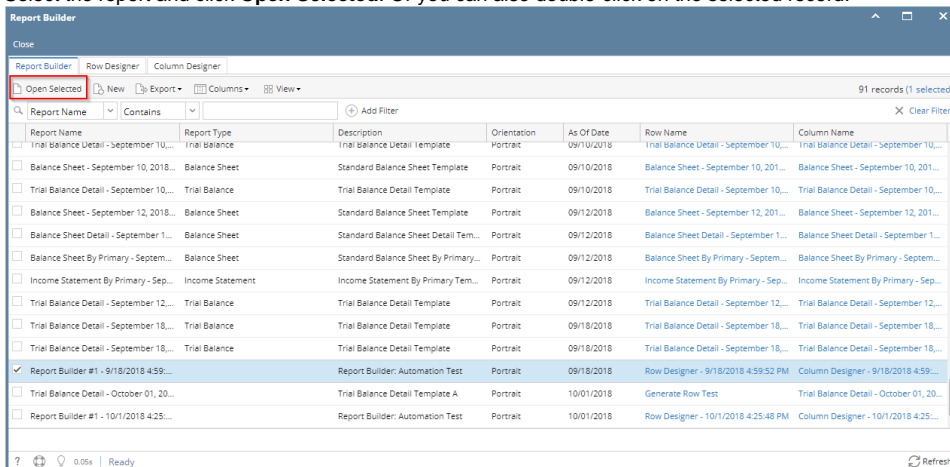 Select the report and click Open Selected. Or you can also double-click on the selected record.
Report Builder
Close
Report Builder Row Designer Column Designer
Open Selected New Export Columns View 91 records (1 selected
Report Name Contains Add Filter Clear Filter
Report Name Report Type Description Orientation As Of Date Row Name Column Name
Trial Balance Detail - September 10,... Trial Balance Trial Balance Detail Template Portrait 09/10/2018 Trial Balance Detail - September 10,... Trial Balance Detail - September 10,...
Balance Sheet - September 10, 2018... Balance Sheet Standard Balance Sheet Template Portrait 09/10/2018 Balance Sheet - September 10, 201... Balance Sheet - September 10, 201...
Trial Balance Detail - September 10,... Trial Balance Trial Balance Detail Template Portrait 09/10/2018 Trial Balance Detail - September 10,... Trial Balance Detail - September 10,...
Balance Sheet - September 12, 2018... Balance Sheet Standard Balance Sheet Template Portrait 09/12/2018 Balance Sheet - September 12, 201... Balance Sheet - September 12, 201...
Balance Sheet Detail - September 1... Balance Sheet Standard Balance Sheet Detail Tem... Portrait 09/12/2018 Balance Sheet Detail - September 1... Balance Sheet Detail - September 1...
Balance Sheet By Primary - Septem... Balance Sheet Standard Balance Sheet By Primary... Portrait 09/12/2018 Balance Sheet By Primary - Septem... Balance Sheet By Primary - Septem...
Income Statement By Primary - Sep... Income Statement Income Statement By Primary Tem... Portrait 09/12/2018 Income Statement By Primary - Sep... Income Statement By Primary - Sep...
Trial Balance Detail - September 12,... Trial Balance Trial Balance Detail Template Portrait 09/12/2018 Trial Balance Detail - September 12,... Trial Balance Detail - September 12,...
Trial Balance Detail - September 18,... Trial Balance Trial Balance Detail Template Portrait 09/18/2018 Trial Balance Detail - September 18,... Trial Balance Detail - September 18,...
Trial Balance Detail - September 18,... Trial Balance Trial Balance Detail Template Portrait 09/18/2018 Trial Balance Detail - September 18,... Trial Balance Detail - September 18,...
Report Builder #1 - 9/18/2018 4:59:... Report Builder: Automation Test Portrait 09/18/2018 Row Designer - 9/18/2018 4:59:52 PM Column Designer - 9/18/2018 4:59:...
Trial Balance Detail - October 01, 20... Trial Balance Detail Template A Portrait 10/01/2018 Generate Row Test Trial Balance Detail - October 01, 20...
Report Builder #1 - 10/1/2018 4:25:... Report Builder: Automation Test Portrait 10/01/2018 Row Designer - 10/1/2018 4:25:48 PM Column Designer - 10/1/2018 4:25:...
? 0.05s Ready Refresh